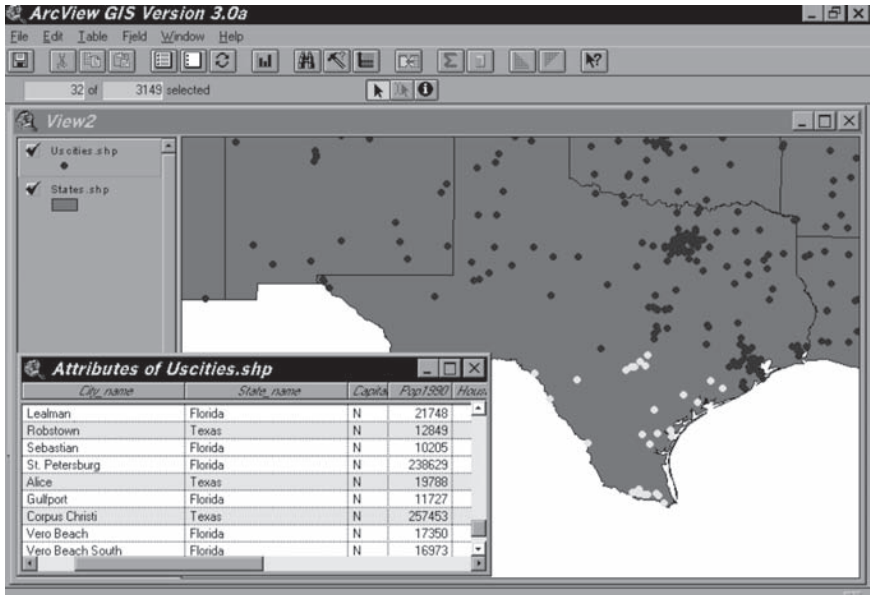 ArcView GIS Version 3.0a
File Edit Table Field Window Help
32 of 3149 selected
View2
Uscities.shp
States.shp
Attributes of Uscities.shp
City_name State_name Capital Pop1990 Hous
Lealman Florida N 21748
Robstown Texas N 12849
Sebastian Florida N 10205
St. Petersburg Florida N 238629
Alice Texas N 19788
Gulfport Florida N 11727
Corpus Christi Texas N 257453
Vero Beach Florida N 17350
Vero Beach South Florida N 16973